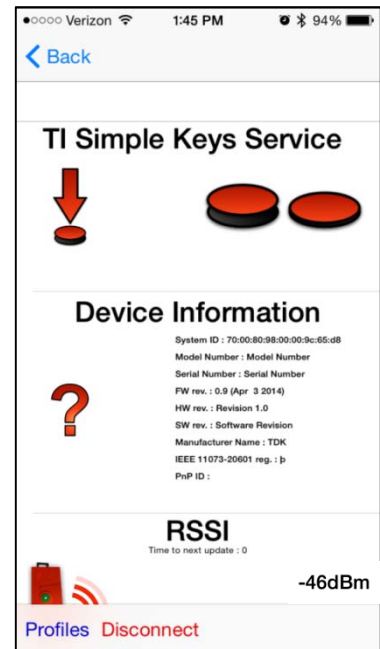 ●○○○○ Verizon 1:45 PM 94%
Back
TI Simple Keys Service
Device Information
System ID : 70:00:80:98:00:00:9c:65:d8
Model Number : Model Number
Serial Number : Serial Number
FW rev. : 0.9 (Apr 3 2014)
HW rev. : Revision 1.0
SW rev. : Software Revision
Manufacturer Name : TDK
IEEE 11073-20601 reg. : þ
PnP ID :
?
RSSI
Time to next update : 0
-46dBm
Profiles Disconnect